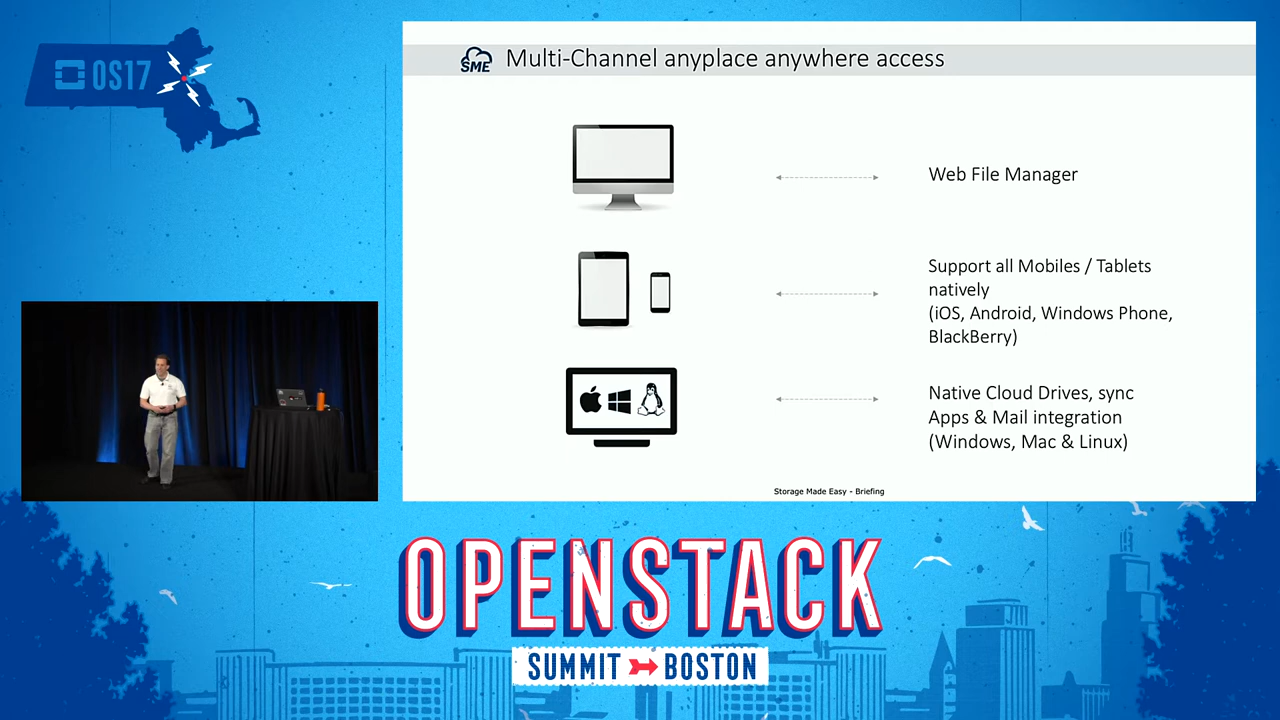 OS17
SME
Multi-Channel anyplace anywhere access
Web File Manager
Support all Mobiles / Tablets
natively
(iOS, Android, Windows Phone,
BlackBerry)
Native Cloud Drives, sync
Apps & Mail integration
(Windows, Mac & Linux)
Storage Made Easy - Briefing
OPENSTACK
SUMMIT BOSTON